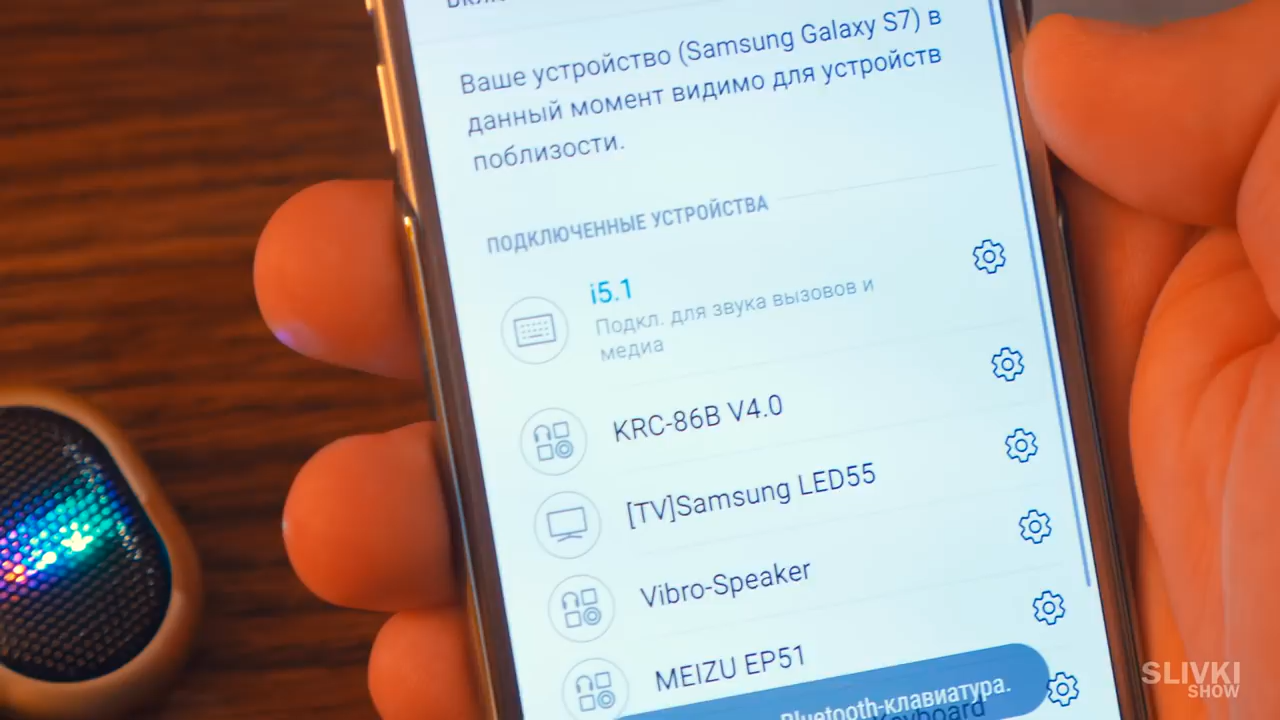 Ваше устройство (Samsung Galaxy S7) в
данный момент видимо для устройств
поблизости.
ПОДКЛЮЧЕННЫЕ УСТРОЙСТВА
i5.1
Подкл. для звука вызовов и
медиа
KRC-86B V4.0
[TV]Samsung LED55
Vibro-Speaker
MEIZU EP51
Bluetooth-клавиатура.
Keyboard
SLIVKI
SHOW